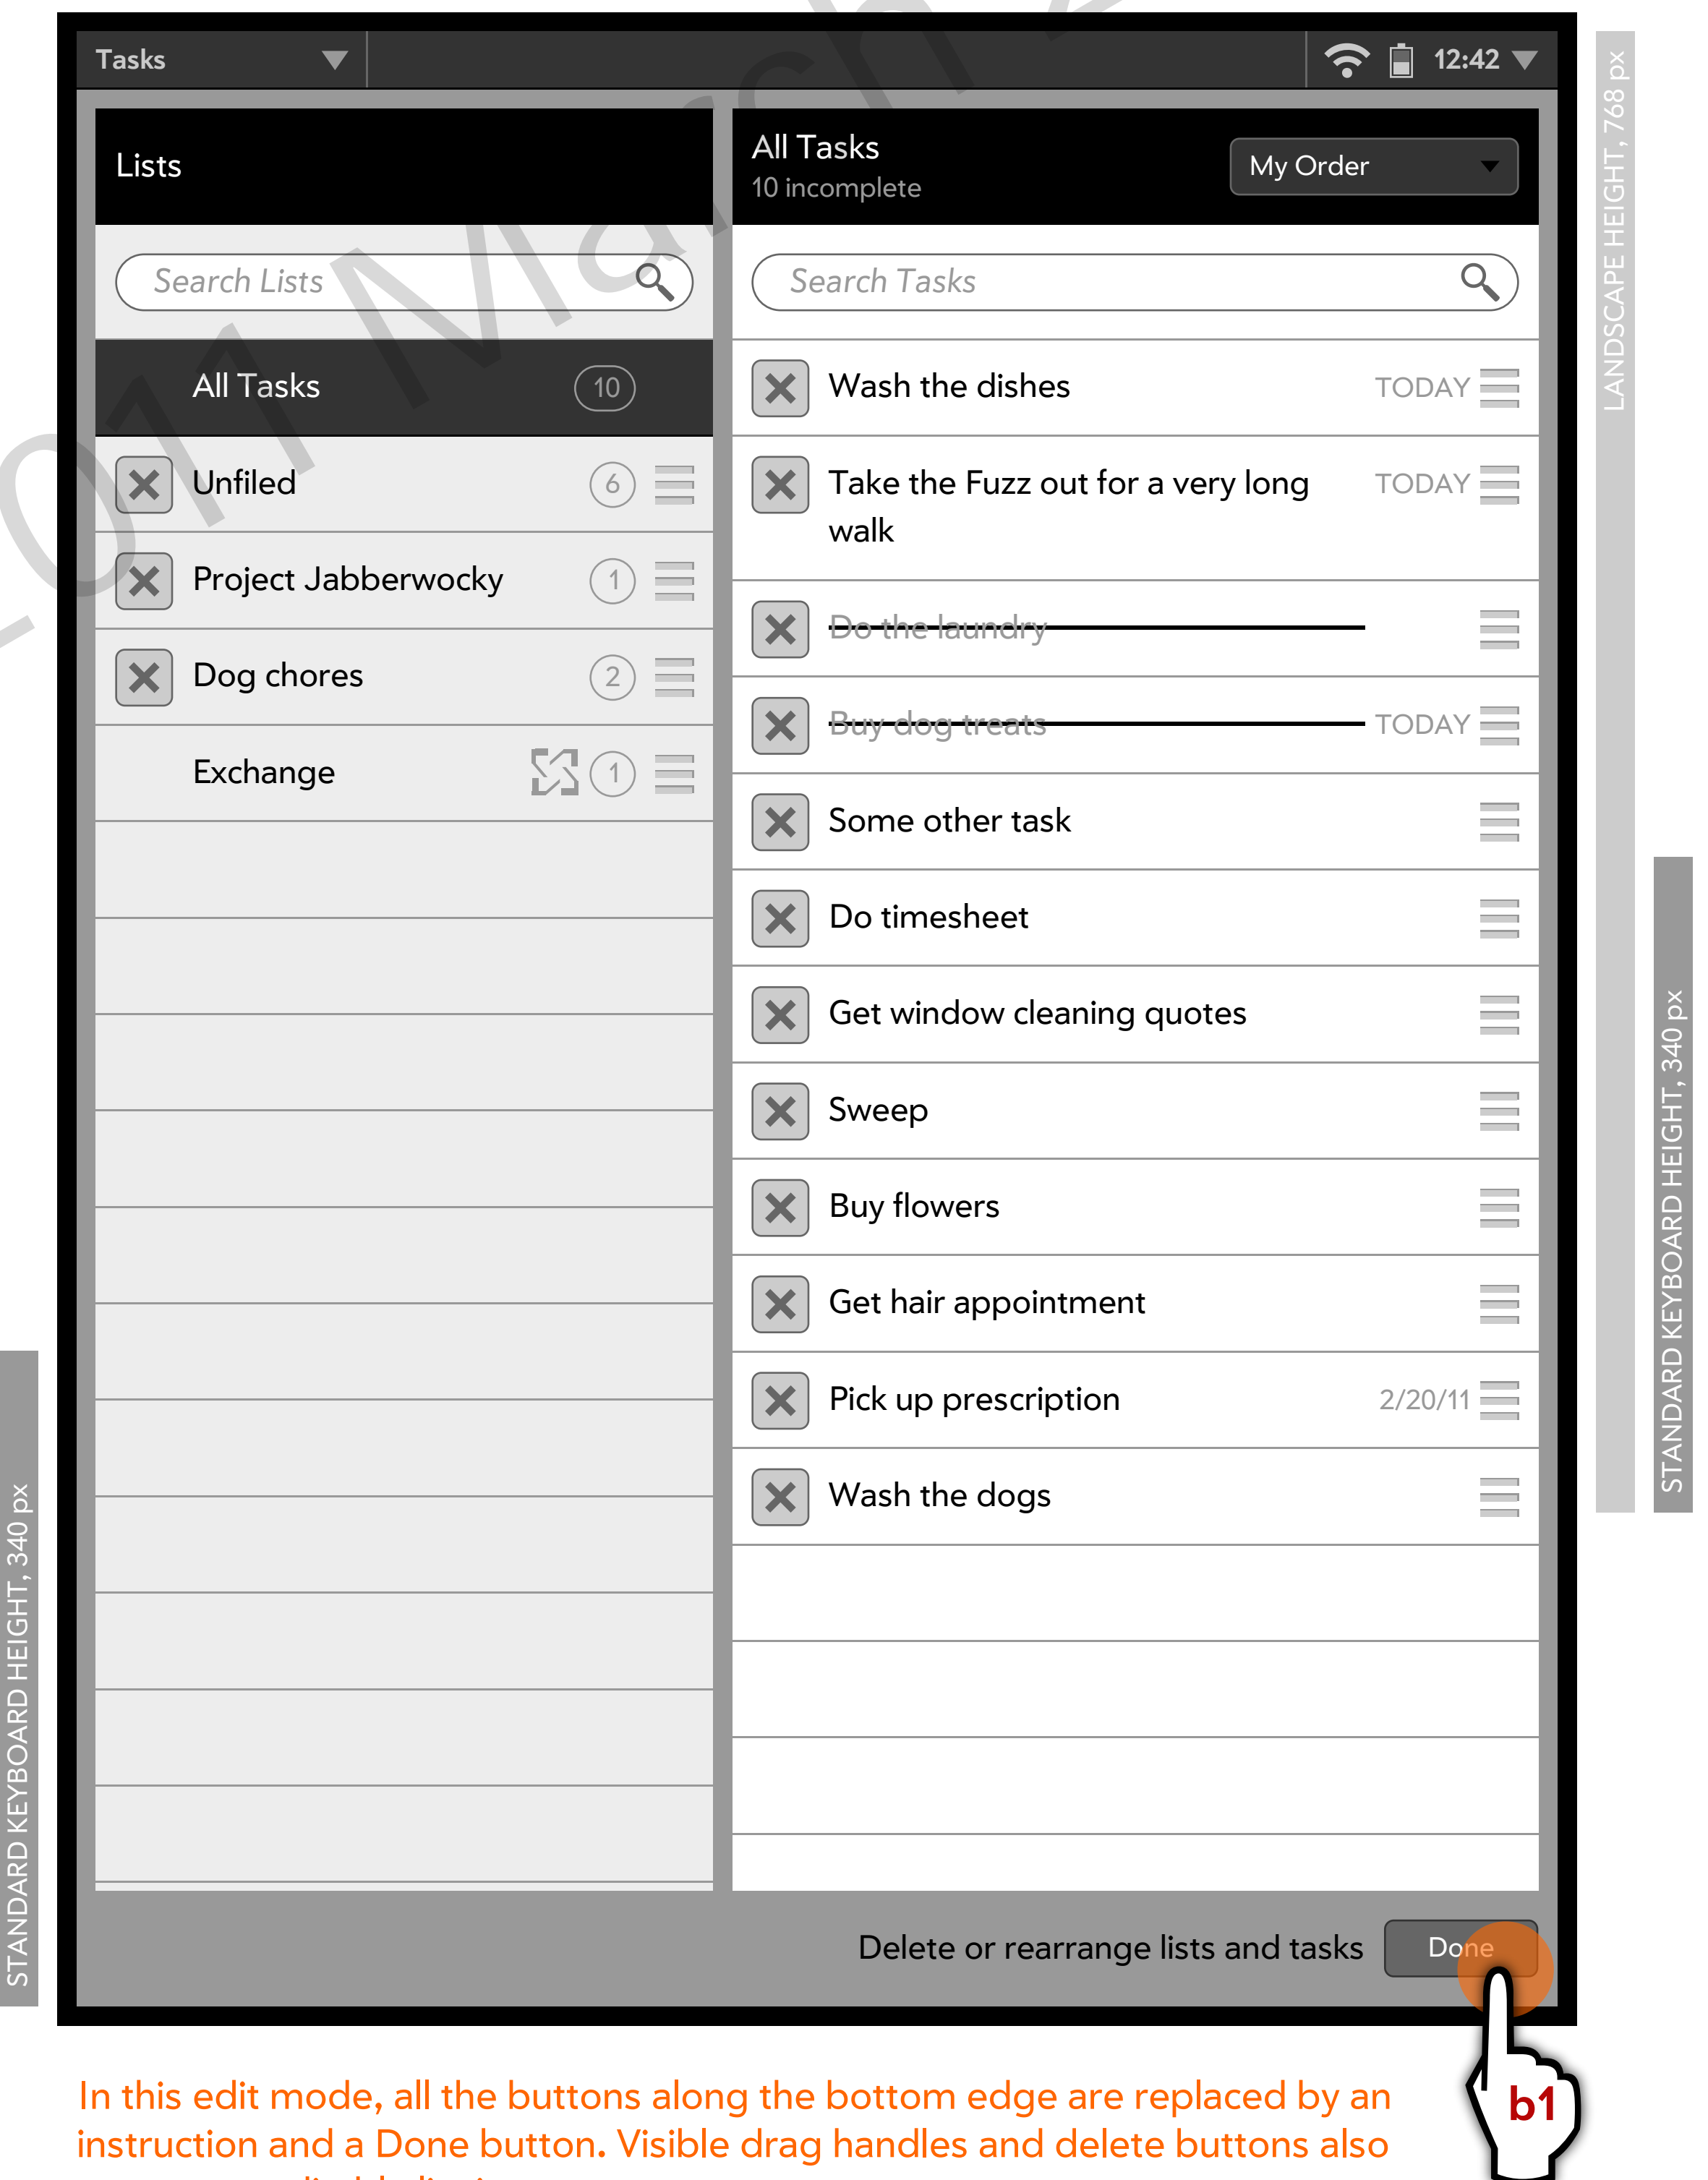 Tasks
12:42
Lists
All Tasks
10 incomplete
My Order
Search Lists
Search Tasks
All Tasks
10
Unfiled
6
Project Jabberwocky
1
Dog chores
2
Exchange
1
Wash the dishes
TODAY
Take the Fuzz out for a very long
TODAY
walk
Do the laundry
Buy dog treats
TODAY
Some other task
Do timesheet
Get window cleaning quotes
Sweep
Buy flowers
Get hair appointment
Pick up prescription
2/20/11
Wash the dogs
Delete or rearrange lists and tasks
Done
b1
In this edit mode, all the buttons along the bottom edge are replaced by an
instruction and a Done button. Visible drag handles and delete buttons also
LANDSCAPE HEIGHT, 768 px
STANDARD KEYBOARD HEIGHT, 340 px
STANDARD KEYBOARD HEIGHT, 340 px
2011 March